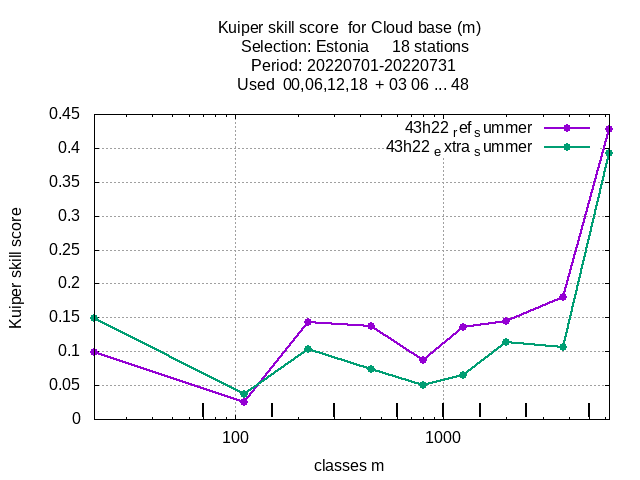 Kuiper skill score  for Cloud base (m)
Selection: Estonia     18 stations
Period: 20220701-20220731
Used  00,06,12,18  + 03 06 ... 48
0.45
0.4
0.35
0.3
0.25
0.2
0.15
0.1
0.05
0
Kuiper skill score
43h22 ref summer
43h22 extra summer
100
1000
classes m